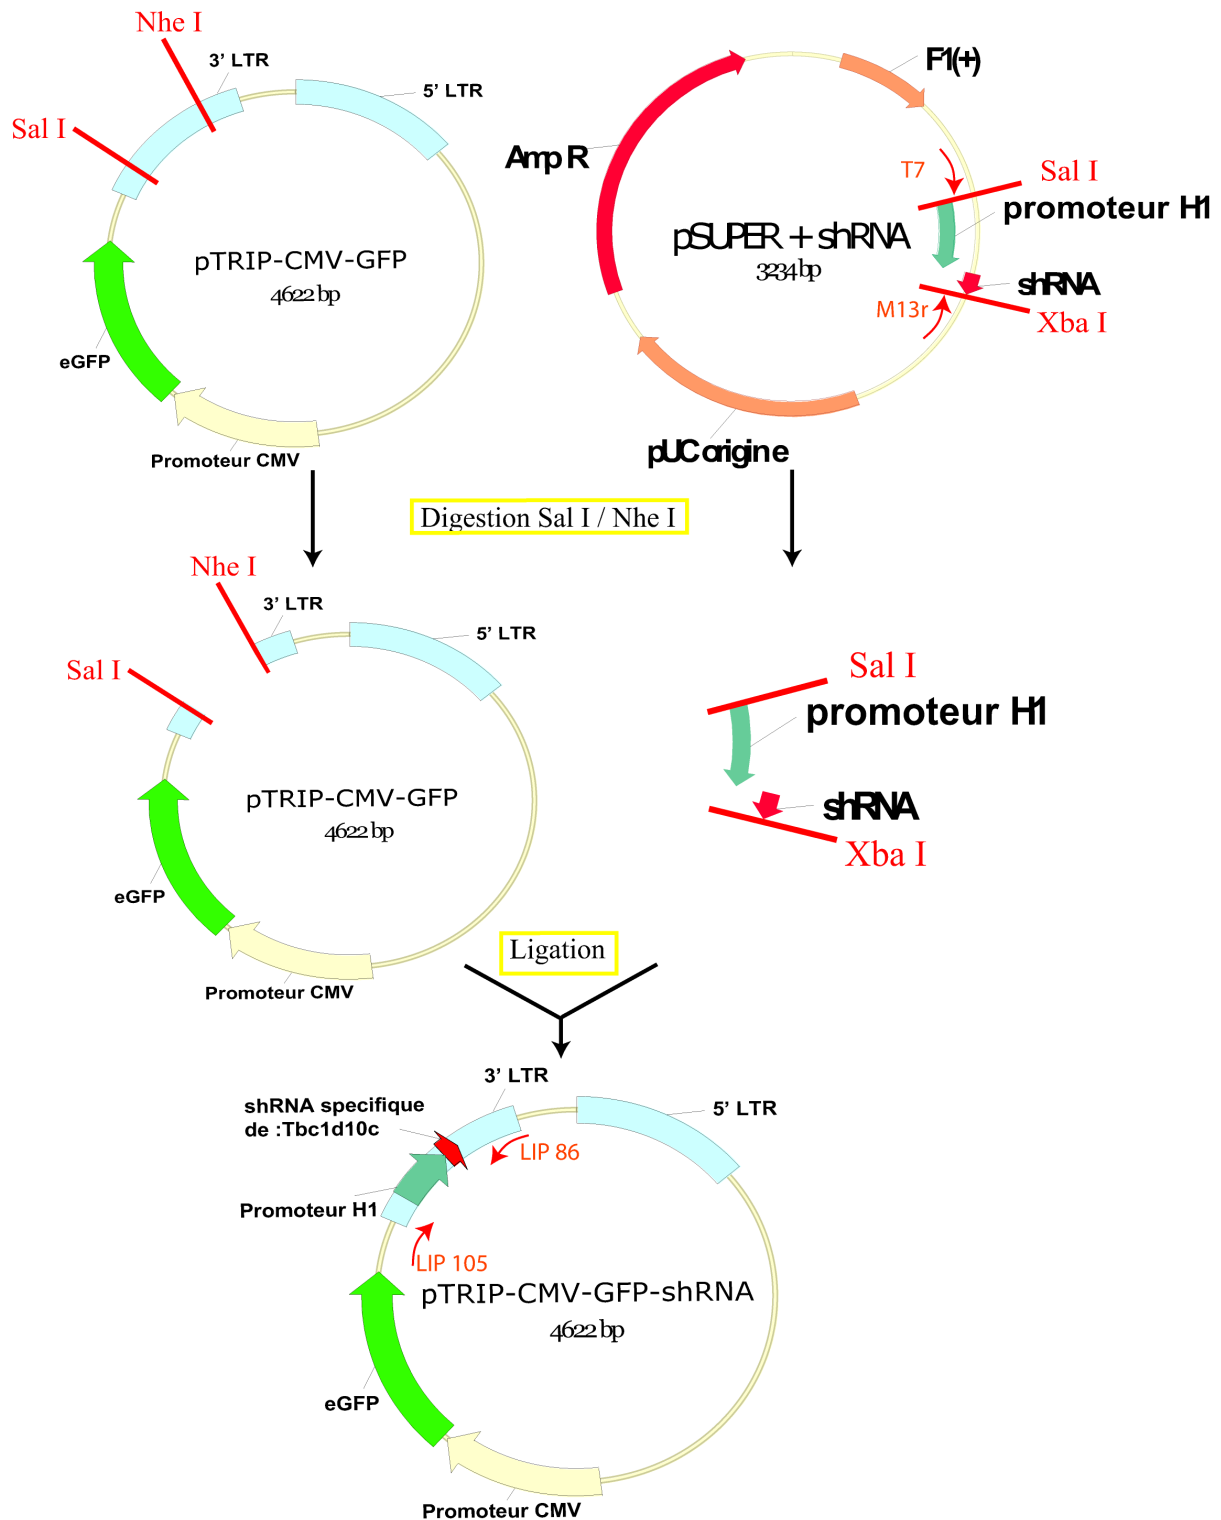 Nhe I
3' LTR
5' LTR
Sal I
pTRIP-CMV-GFP
4622 bp
eGFP
Promoteur CMV
F1(+)
Amp R
T7
Sal I
promoteur H1
pSUPER + shRNA
3234 bp
shRNA
M13r
Xba I
pUC origine
Digestion Sal I / Nhe I
Nhe I
3' LTR
5' LTR
Sal I
pTRIP-CMV-GFP
4622 bp
eGFP
Promoteur CMV
Sal I
promoteur H1
shRNA
Xba I
Ligation
3' LTR
5' LTR
shRNA specifique
de :Tbc1d10c
LIP 86
Promoteur H1
LIP 105
pTRIP-CMV-GFP-shRNA
4622 bp
eGFP
Promoteur CMV